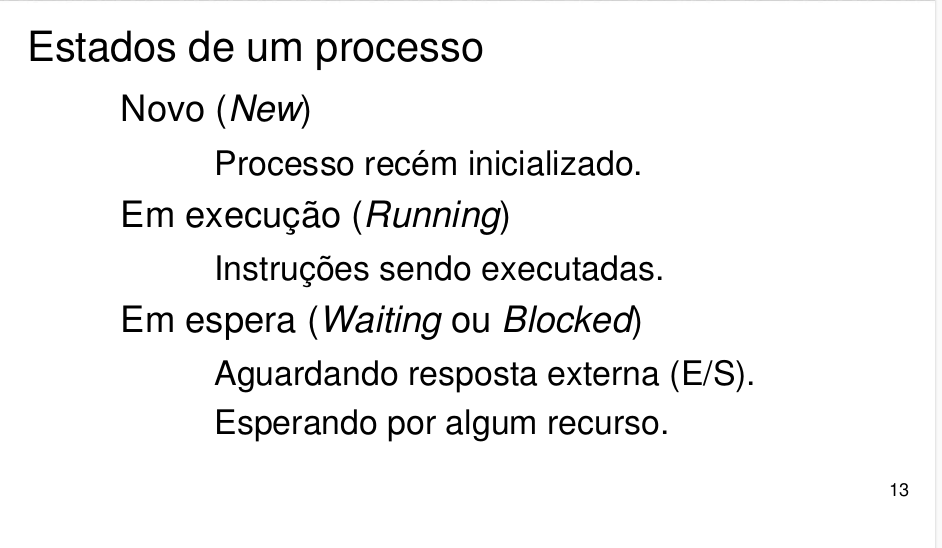 Estados de um processo
Novo (New)
Processo recém inicializado.
Em execução (Running)
Instruções sendo executadas.
Em espera (Waiting ou Blocked)
Aguardando resposta externa (E/S).
Esperando por algum recurso.
13